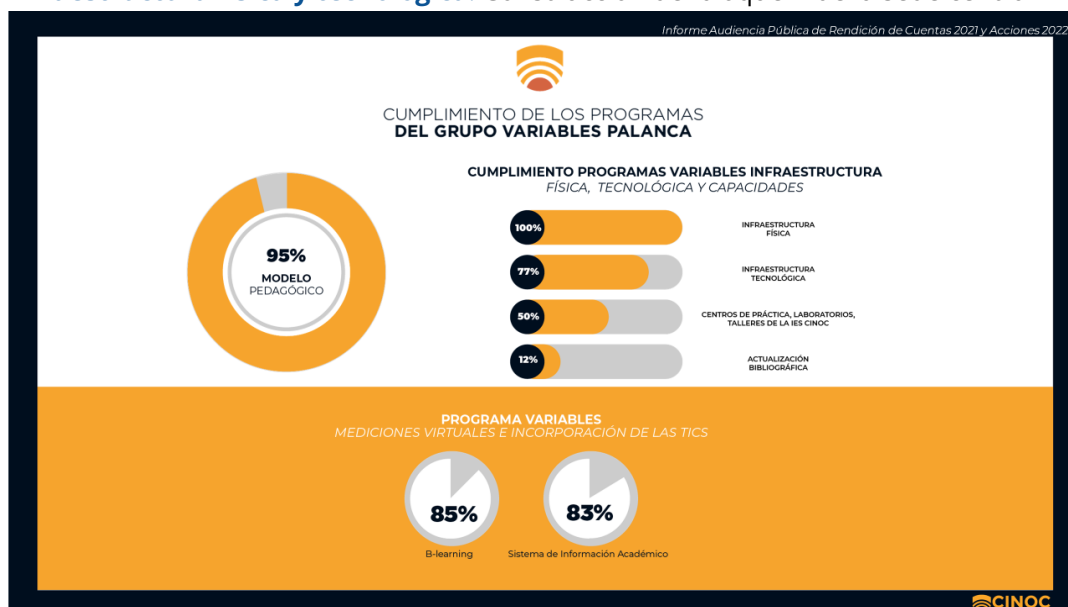 Informe Audiencia Pública de Rendición de Cuentas 2021 y Acciones 2022
CUMPLIMIENTO DE LOS PROGRAMAS
DEL GRUPO VARIABLES PALANCA
95%
MODELO
PEDAGÓGICO
CUMPLIMIENTO PROGRAMAS VARIABLES INFRAESTRUCTURA
FÍSICA, TECNOLÓGICA Y CAPACIDADES
100%
INFRAESTRUCTURA
FÍSICA
77%
INFRAESTRUCTURA
TECNOLÓGICA
50%
CENTROS DE PRÁCTICA, LABORATORIOS,
TALLERES DE LA IES CINOC
12%
ACTUALIZACIÓN
BIBLIOGRÁFICA
PROGRAMA VARIABLES
MEDICIONES VIRTUALES E INCORPORACIÓN DE LAS TICS
85%
B-learning
83%
Sistema de Información Académico
CINOC